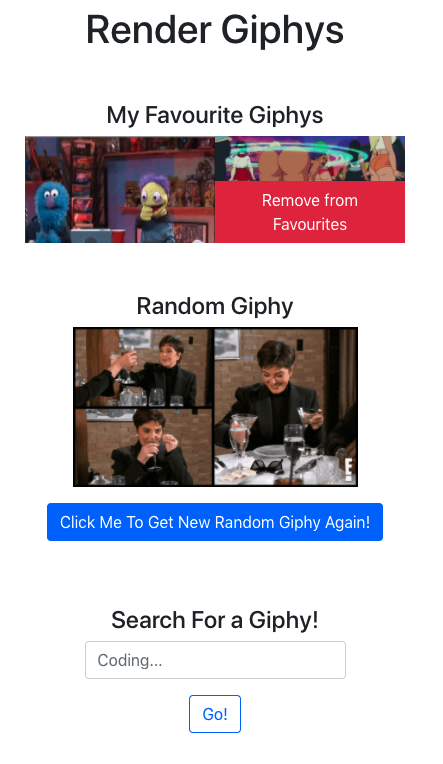 Render Giphys
My Favourite Giphys
Remove from
Favourites
Random Giphy
E!
Click Me To Get New Random Giphy Again!
Search For a Giphy!
Coding...
Go!